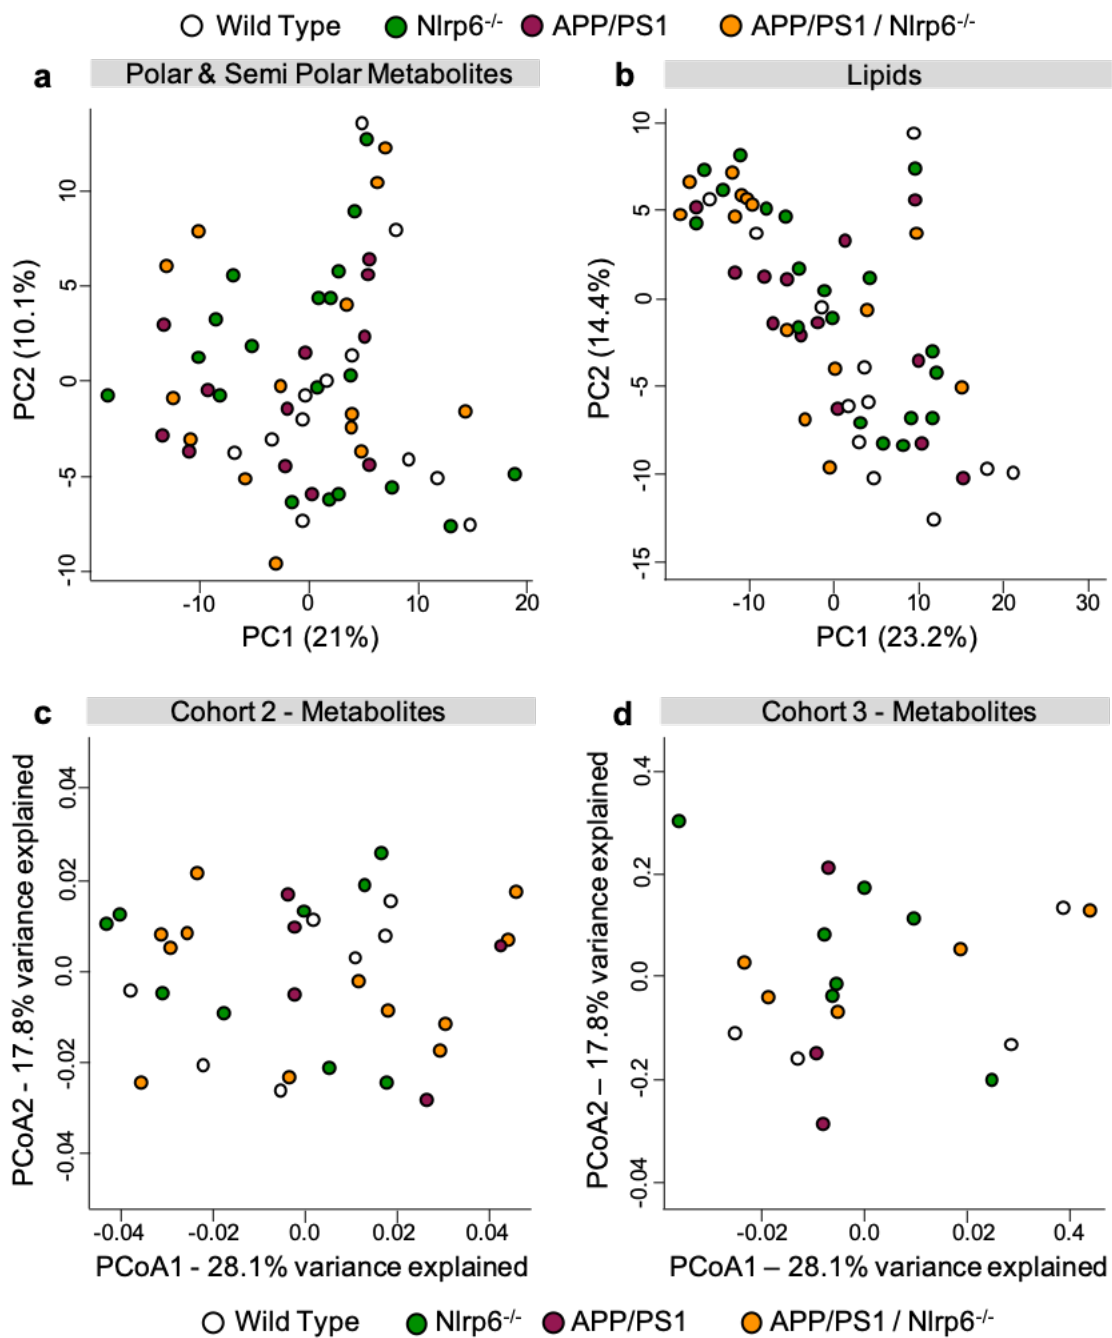 Wild Type Nlrp6-/- APP/PS1 APP/PS1 / Nlrp6-/-
a Polar & Semi Polar Metabolites
PC2 (10.1%)
10
5
0
-5
-10
-10 0 10 20
PC1 (21%)
b Lipids
PC2 (14.4%)
10
5
0
-5
-10
-15
-10 0 10 20 30
PC1 (23.2%)
c Cohort 2 - Metabolites
PCoA2 - 17.8% variance explained
0.04
0.02
0.0
-0.02
-0.04
-0.04 -0.02 0.0 0.02 0.04
PCoA1 - 28.1% variance explained
d Cohort 3 - Metabolites
PCoA2 – 17.8% variance explained
0.4
0.2
0.0
-0.2
-0.04
-0.02 0.0 0.02 0.4
PCoA1 – 28.1% variance explained
Wild Type Nlrp6-/- APP/PS1 APP/PS1 / Nlrp6-/-